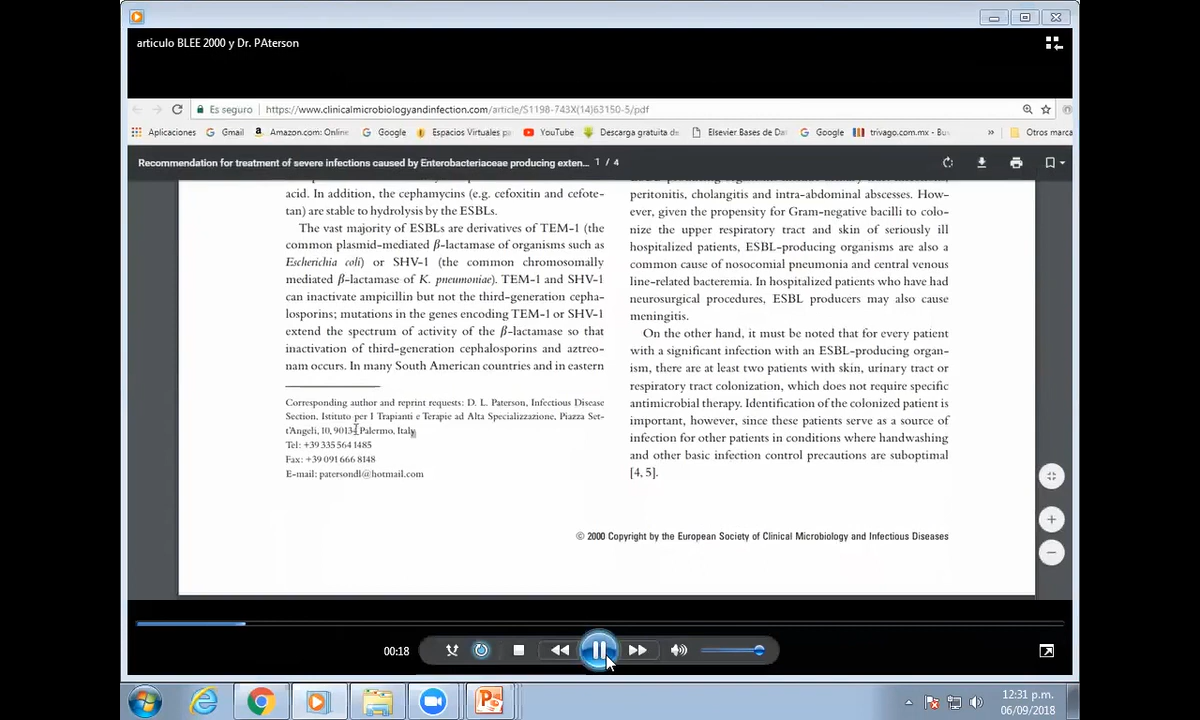 articulo BLEE 2000 y Dr. PAterson
Es seguro
https://www.clinicalmicrobiologyandinfection.com/article/S1198-743X(14)63150-5/pdf
Aplicaciones
Gmail
Amazon.com: Online
Google
Espacios Virtuales pa
YouTube
Descarga gratuita de
Elsevier Bases de Dat
Google
trivago.com.mx - Bu
»
Otros marca
Recommendation for treatment of severe infections caused by Enterobacteriaceae producing exten... 1 / 4
acid. In addition, the cephamycins (e.g. cefoxitin and cefote-
tan) are stable to hydrolysis by the ESBLs.
The vast majority of ESBLs are derivatives of TEM-1 (the
common plasmid-mediated β-lactamase of organisms such as
Escherichia coli) or SHV-1 (the common chromosomally
mediated β-lactamase of K. pneumoniae). TEM-1 and SHV-1
can inactivate ampicillin but not the third-generation cepha-
losporins; mutations in the genes encoding TEM-1 or SHV-1
extend the spectrum of activity of the β-lactamase so that
inactivation of third-generation cephalosporins and aztreo-
nam occurs. In many South American countries and in eastern
Corresponding author and reprint requests: D. L. Paterson, Infectious Disease
Section, Istituto per I Trapianti e Terapie ad Alta Specializzazione, Piazza Set-
t'Angeli, 10, 90134 Palermo, Italy
Tel: +39 335 564 1485
Fax: +39 091 666 8148
E-mail: patersondl@hotmail.com
peritonitis, cholangitis and intra-abdominal abscesses. How-
ever, given the propensity for Gram-negative bacilli to colo-
nize the upper respiratory tract and skin of seriously ill
hospitalized patients, ESBL-producing organisms are also a
common cause of nosocomial pneumonia and central venous
line-related bacteremia. In hospitalized patients who have had
neurosurgical procedures, ESBL producers may also cause
meningitis.
On the other hand, it must be noted that for every patient
with a significant infection with an ESBL-producing organ-
ism, there are at least two patients with skin, urinary tract or
respiratory tract colonization, which does not require specific
antimicrobial therapy. Identification of the colonized patient is
important, however, since these patients serve as a source of
infection for other patients in conditions where handwashing
and other basic infection control precautions are suboptimal
[4, 5].
© 2000 Copyright by the European Society of Clinical Microbiology and Infectious Diseases
00:18
12:31 p.m.
06/09/2018